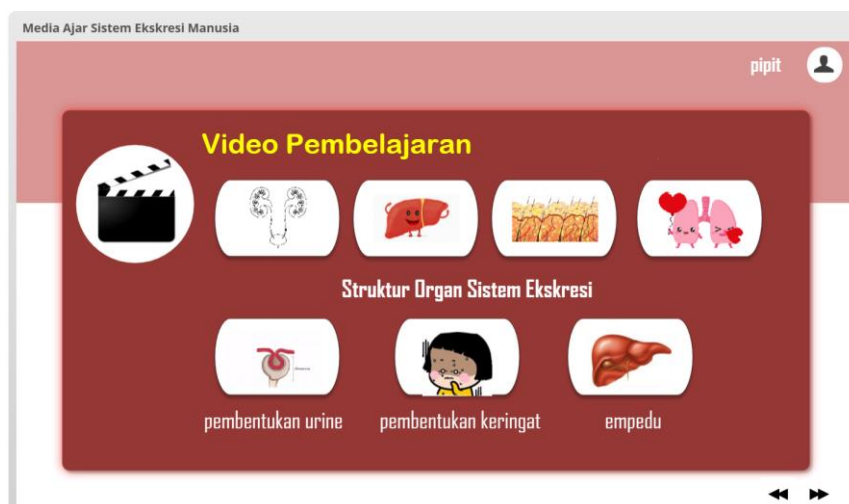 Media Ajar Sistem Ekskresi Manusia
pipit
Video Pembelajaran
Struktur Organ Sistem Ekskresi
pembentukan urine
pembentukan keringat
empedu